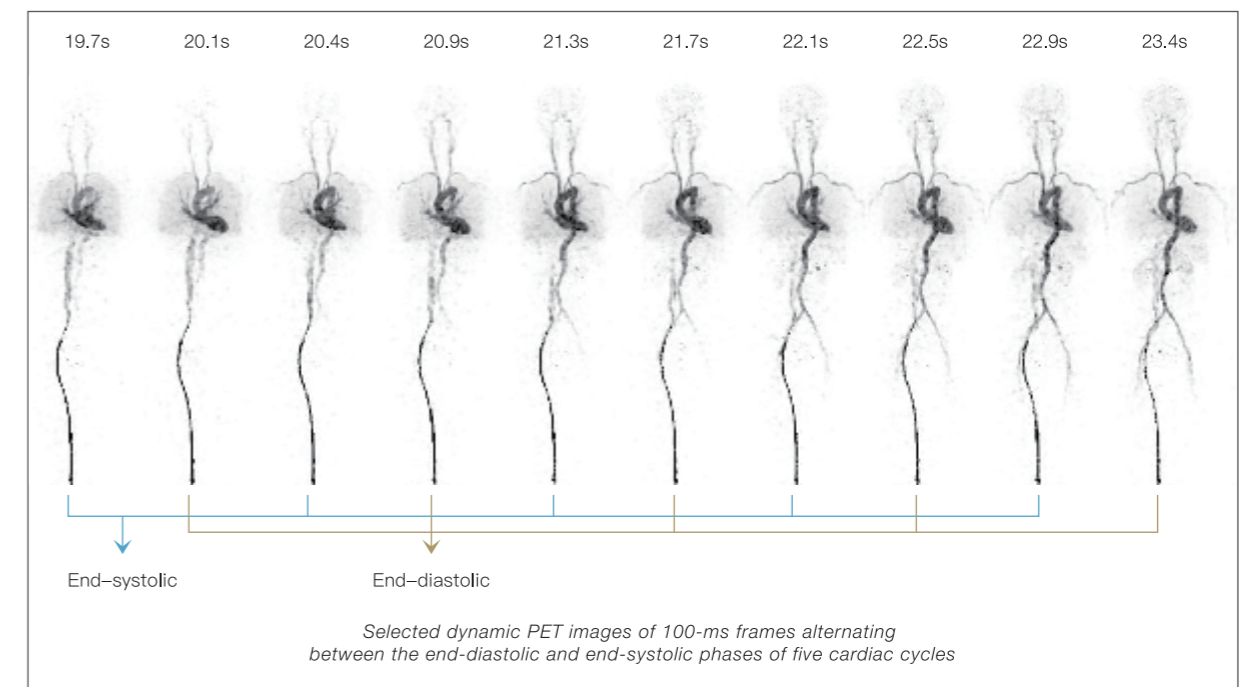 19.7s 20.1s 20.4s 20.9s 21.3s 21.7s 22.1s 22.5s 22.9s 23.4s
End–systolic End–diastolic
Selected dynamic PET images of 100-ms frames alternating
between the end-diastolic and end-systolic phases of five cardiac cycles